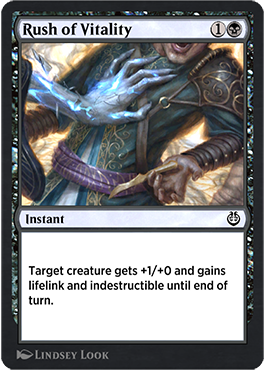 Rush of Vitality 1
Instant
Target creature gets +1/+0 and gains
lifelink and indestructible until end of
turn.
Lindsey Look